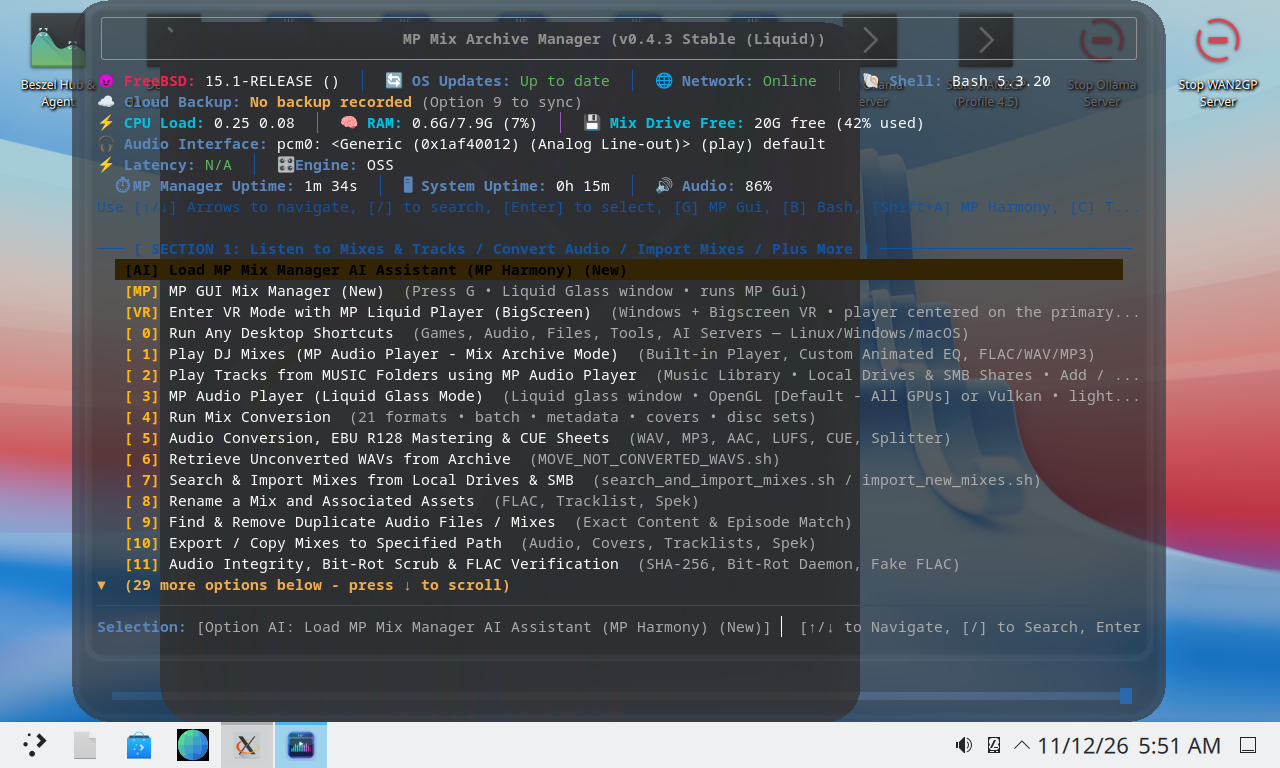 MP Mix Archive Manager (v0.4.3 Stable (Liquid))
FreeBSD: 15.1-RELEASE () │ OS Updates: Up to date │ Network: Online │ Shell: Bash 5.3.20
Cloud Backup: No backup recorded (Option 9 to sync)
CPU Load: 0.25 0.08 │ RAM: 0.6G/7.9G (7%) │ Mix Drive Free: 20G free (42% used)
Audio Interface: pcm0: <Generic (0x1af40012) (Analog Line-out)> (play) default
Latency: N/A │ Engine: OSS
MP Manager Uptime: 1m 34s │ System Uptime: 0h 15m │ Audio: 86%
Use [↑/↓] Arrows to navigate, [/] to search, [Enter] to select, [G] MP Gui, [B] Bash, [Shift+A] MP Harmony, [C] T...
[ SECTION 1: Listen to Mixes & Tracks / Convert Audio / Import Mixes / Plus More ]
[AI] Load MP Mix Manager AI Assistant (MP Harmony) (New)
[MP] MP GUI Mix Manager (New) (Press G • Liquid Glass window • runs MP Gui)
[VR] Enter VR Mode with MP Liquid Player (BigScreen) (Windows + Bigscreen VR • player centered on the primary...
[ 0] Run Any Desktop Shortcuts (Games, Audio, Files, Tools, AI Servers — Linux/Windows/macOS)
[ 1] Play DJ Mixes (MP Audio Player - Mix Archive Mode) (Built-in Player, Custom Animated EQ, FLAC/WAV/MP3)
[ 2] Play Tracks from MUSIC Folders using MP Audio Player (Music Library • Local Drives & SMB Shares • Add / ...
[ 3] MP Audio Player (Liquid Glass Mode) (Liquid glass window • OpenGL [Default - All GPUs] or Vulkan • light...
[ 4] Run Mix Conversion (21 formats • batch • metadata • covers • disc sets)
[ 5] Audio Conversion, EBU R128 Mastering & CUE Sheets (WAV, MP3, AAC, LUFS, CUE, Splitter)
[ 6] Retrieve Unconverted WAVs from Archive (MOVE_NOT_CONVERTED_WAVS.sh)
[ 7] Search & Import Mixes from Local Drives & SMB (search_and_import_mixes.sh / import_new_mixes.sh)
[ 8] Rename a Mix and Associated Assets (FLAC, Tracklist, Spek)
[ 9] Find & Remove Duplicate Audio Files / Mixes (Exact Content & Episode Match)
[10] Export / Copy Mixes to Specified Path (Audio, Covers, Tracklists, Spek)
[11] Audio Integrity, Bit-Rot Scrub & FLAC Verification (SHA-256, Bit-Rot Daemon, Fake FLAC)
▼ (29 more options below - press ↓ to scroll)
Selection: [Option AI: Load MP Mix Manager AI Assistant (MP Harmony) (New)] [↑/↓ to Navigate, [/] to Search, Enter
Beszel Hub &
Agent
(Profile 4.5)
Stop Ollama
Server
Stop WAN2GP
Server
11/12/26 5:51 AM